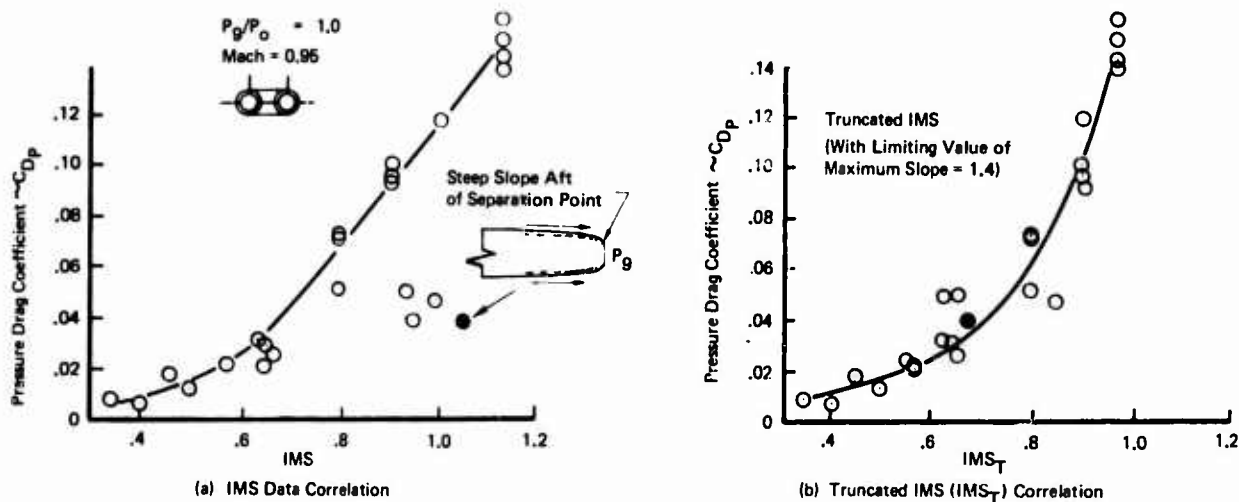 P9/Po = 1.0
Mach = 0.95
Pressure Drag Coefficient ~CDP
.12
.10
.08
.06
.04
.02
0
.4
.6
.8
1.0
1.2
IMS
Steep Slope Aft
of Separation Point
P9
(a) IMS Data Correlation
Pressure Drag Coefficient ~CDP
.14
.12
.10
.08
.06
.04
.02
0
.4
.6
.8
1.0
1.2
IMST
Truncated IMS
(With Limiting Value of
Maximum Slope = 1.4)
(b) Truncated IMS (IMST) Correlation